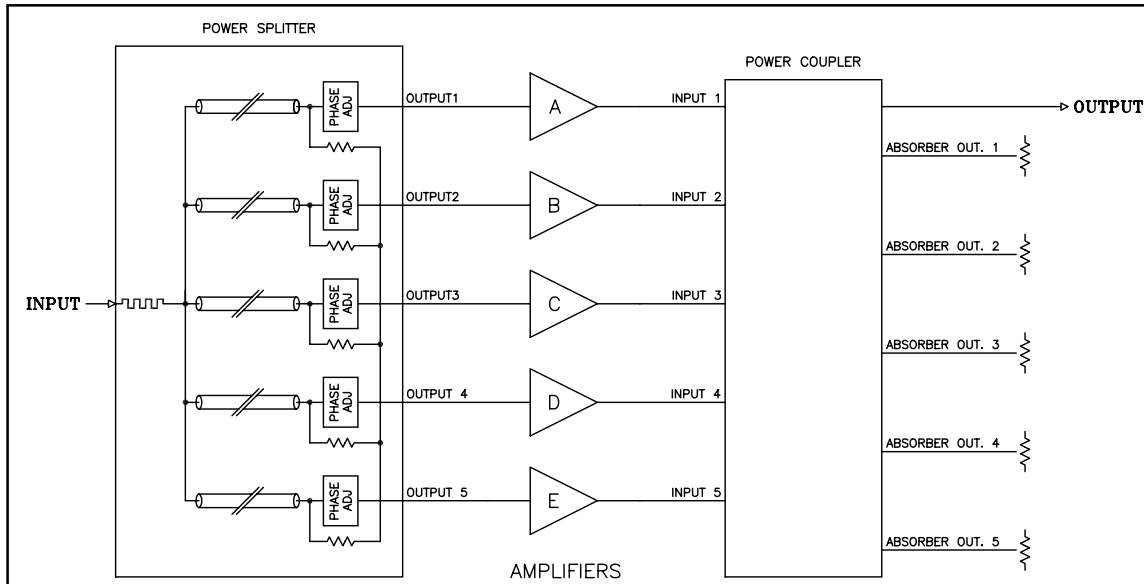 POWER SPLITTER
POWER COUPLER
PHASE
ADJ
OUTPUT1
A
INPUT 1
OUTPUT
ABSORBER OUT. 1
PHASE
ADJ
OUTPUT2
B
INPUT 2
ABSORBER OUT. 2
INPUT
PHASE
ADJ
OUTPUT3
C
INPUT 3
ABSORBER OUT. 3
PHASE
ADJ
OUTPUT 4
D
INPUT 4
ABSORBER OUT. 4
PHASE
ADJ
OUTPUT 5
E
INPUT 5
ABSORBER OUT. 5
AMPLIFIERS